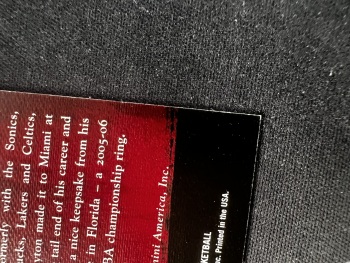 ormerly with the Sonics,
ucks, Lakers and Celtics,
yton made it to Miami at
tail end of his career and
a nice keepsake from his
in Florida – a 2005-06
BA championship ring.
ini America, Inc.
KETBALL
nc. Printed in the USA.